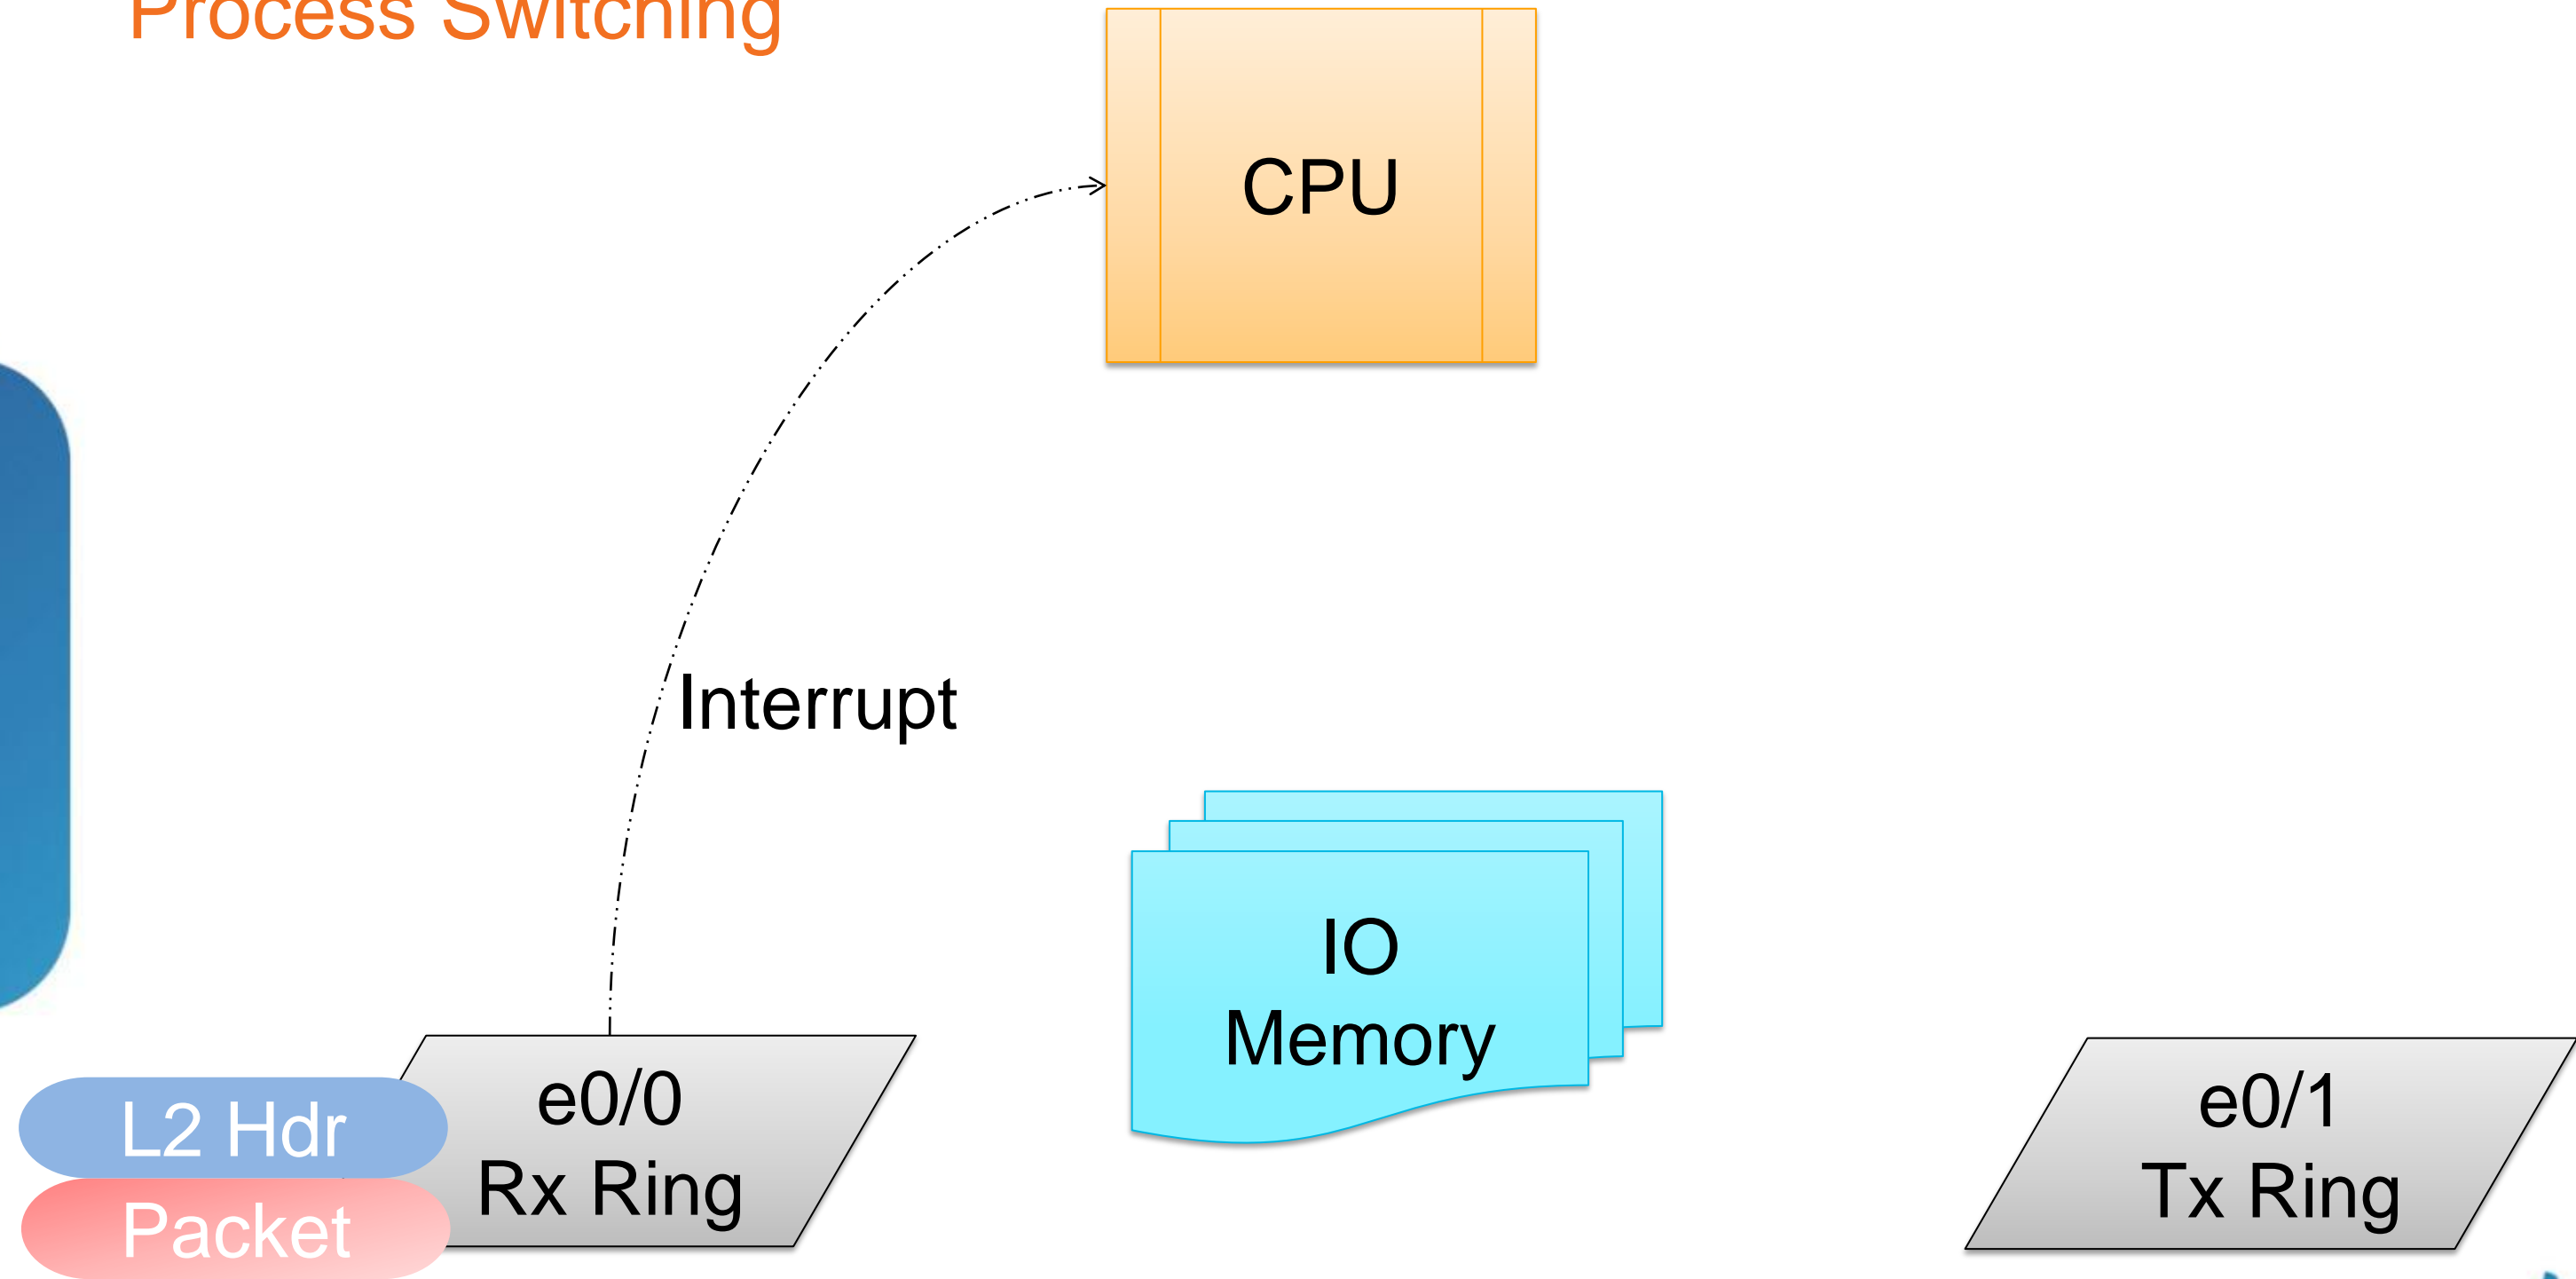 Process Switching
CPU
Interrupt
IO
Memory
e0/0
Rx Ring
L2 Hdr
Packet
e0/1
Tx Ring